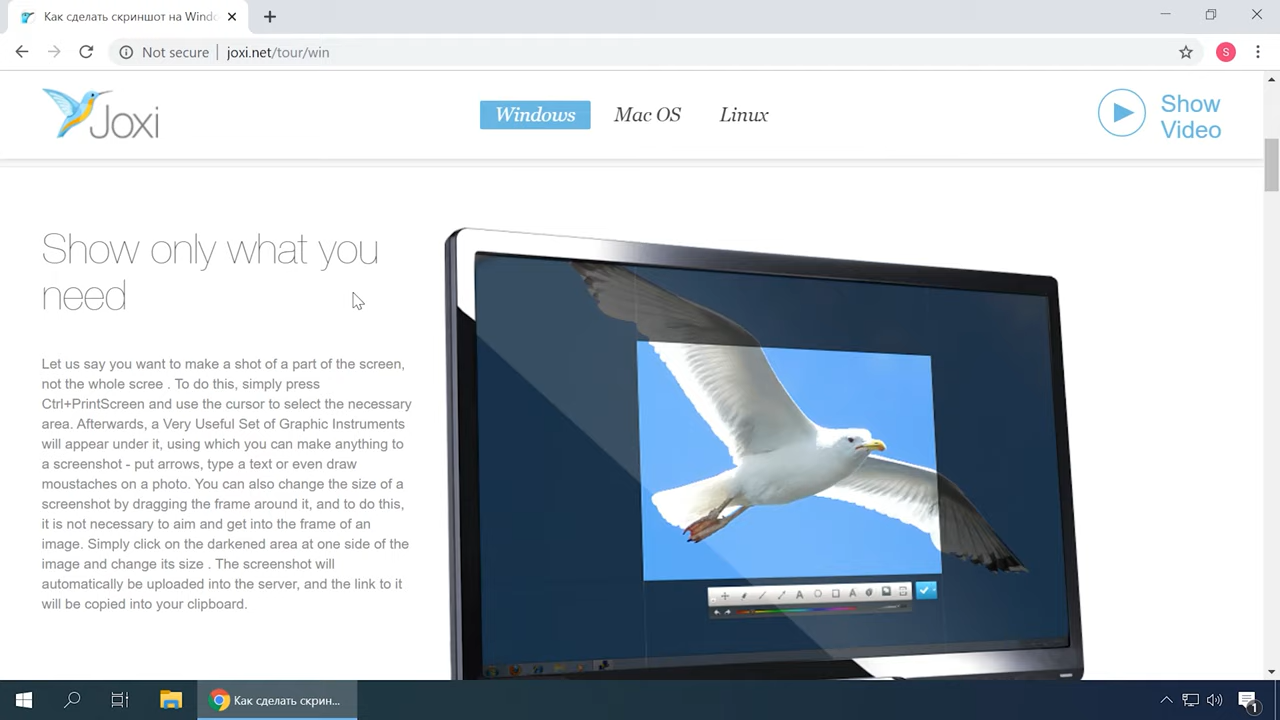 Как сделать скриншот на Windo
Not secure
joxi.net/tour/win
S
Joxi
Windows
Mac OS
Linux
Show
Video
Show only what you
need
Let us say you want to make a shot of a part of the screen,
not the whole scree . To do this, simply press
Ctrl+PrintScreen and use the cursor to select the necessary
area. Afterwards, a Very Useful Set of Graphic Instruments
will appear under it, using which you can make anything to
a screenshot - put arrows, type a text or even draw
moustaches on a photo. You can also change the size of a
screenshot by dragging the frame around it, and to do this,
it is not necessary to aim and get into the frame of an
image. Simply click on the darkened area at one side of the
image and change its size . The screenshot will
automatically be uploaded into the server, and the link to it
will be copied into your clipboard.
Как сделать скрин...
1